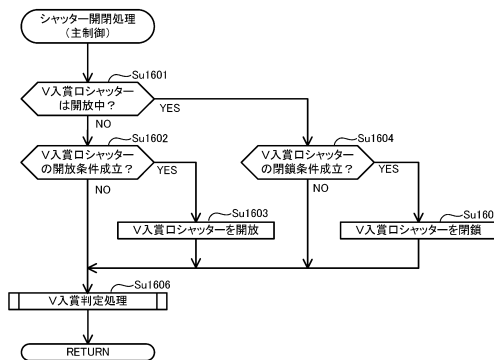 シャッター開閉処理
（主制御）
Su1601
V入賞口シャッター
は開放中？
YES
NO
Su1602
V入賞口シャッター
の開放条件成立？
YES
NO
Su1604
V入賞口シャッター
の閉鎖条件成立？
YES
NO
Su1603
V入賞口シャッターを開放
Su160
V入賞口シャッターを閉鎖
Su1606
V入賞判定処理
RETURN